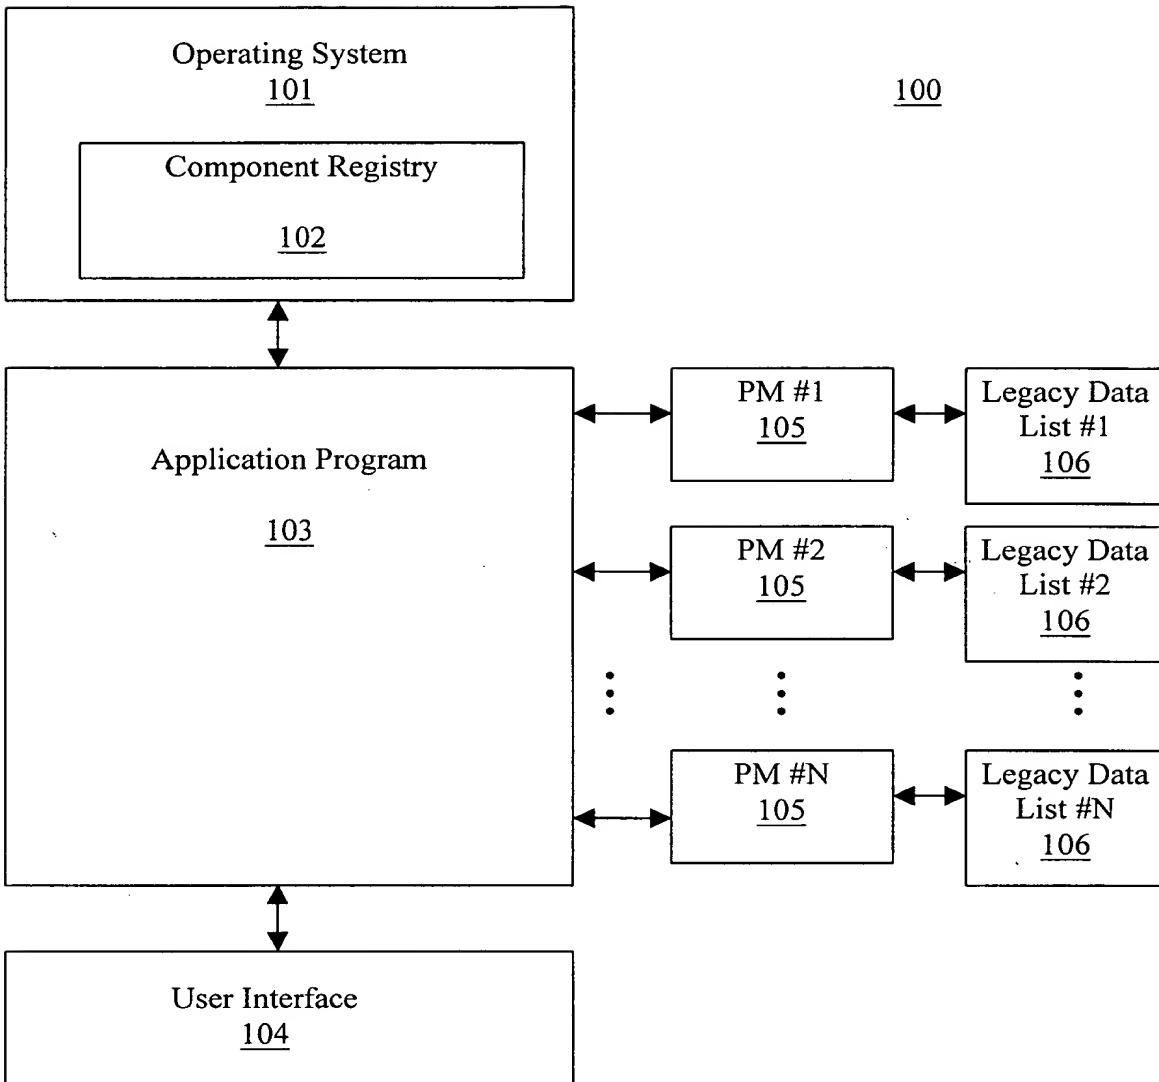 Operating System
101
100
Component Registry
102
Application Program
103
PM #1
105
Legacy Data
List #1
106
PM #2
105
Legacy Data
List #2
106
PM #N
105
Legacy Data
List #N
106
User Interface
104